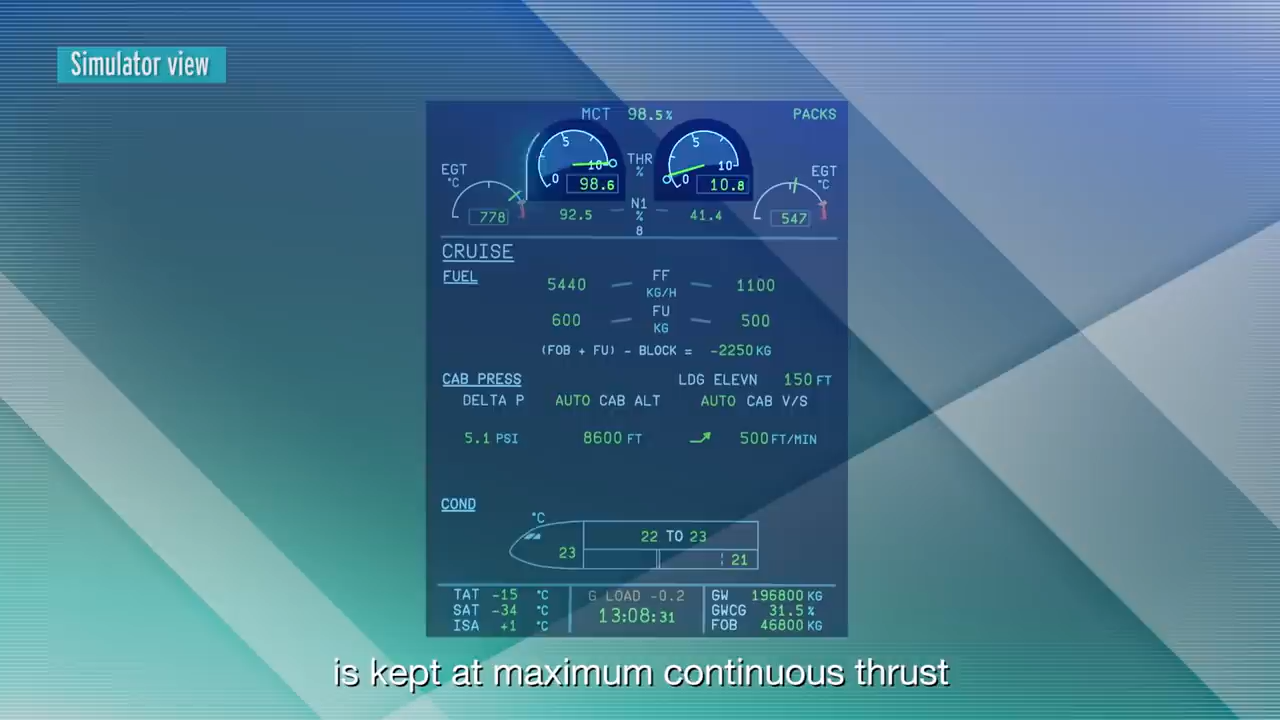 Simulator view
MCT 98.5% PACKS
5 5
10 THR 10
EGT % EGT
°C 0 0 °C
98.6 10.8
N1
778 92.5 % 41.4 547
8
CRUISE
FUEL FF
5440 KG/H 1100
FU
600 KG 500
(FOB + FU) - BLOCK = -2250 KG
CAB PRESS LDG ELEVN 150 FT
DELTA P AUTO CAB ALT AUTO CAB V/S
5.1 PSI 8600 FT 500 FT/MIN
COND
°C
22 TO 23
23 21
TAT -15 °C G LOAD -0.2 GW 196800 KG
SAT -34 °C 13:08:31 GWCG 31.5 %
ISA +1 °C FOB 46800 KG
is kept at maximum continuous thrust